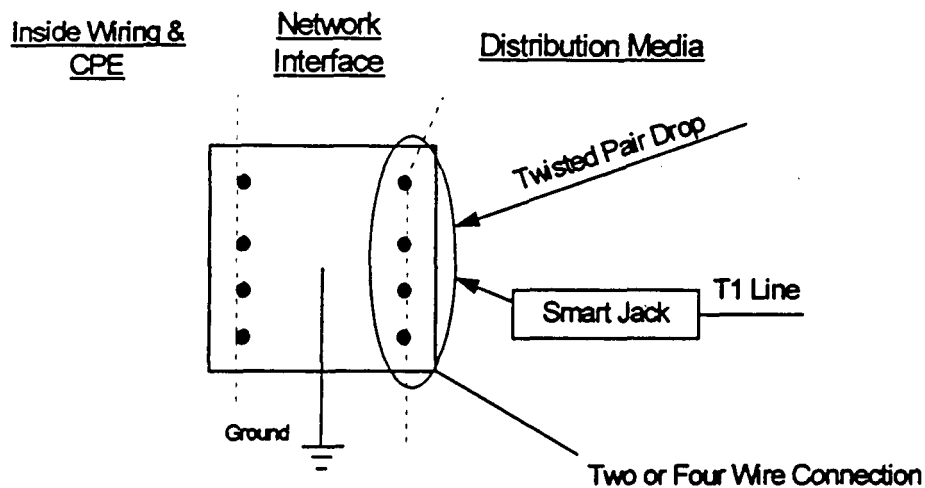 Inside Wiring &
CPE
Network
Interface
Distribution Media
Twisted Pair Drop
Smart Jack
T1 Line
Ground
Two or Four Wire Connection